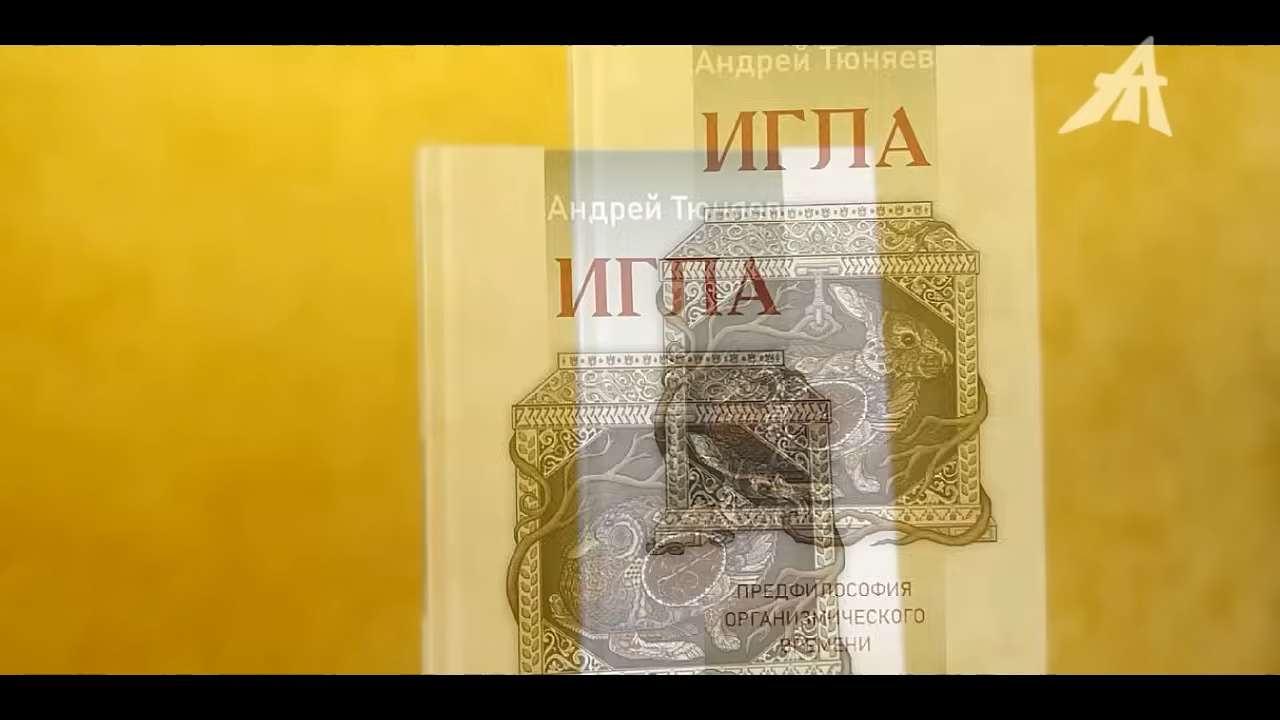 Андрей Тюняев
ИГЛА
Андрей Тюняев
ИГЛА
ПРЕДФИЛОСОФИЯ
ОРГАНИЗМИЧЕСКОГО
ВРЕМЕНИ